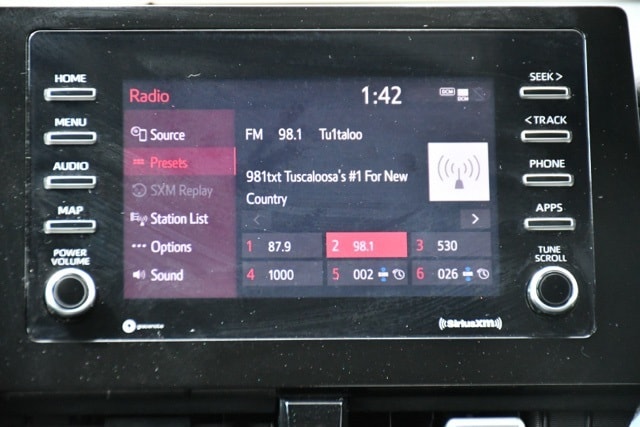 HOME
MENU
AUDIO
MAP
POWER
VOLUME
Radio
1:42
DCM
DCM
Source
FM 98.1 Tu1taloo
Presets
981txt Tuscaloosa's #1 For New
Country
SXM Replay
Station List
< >
1 87.9 2 98.1 3 530
Options
4 1000 5 002 6 026
Sound
SEEK >
< TRACK
PHONE
APPS
TUNE
SCROLL
gracenote
SiriusXM